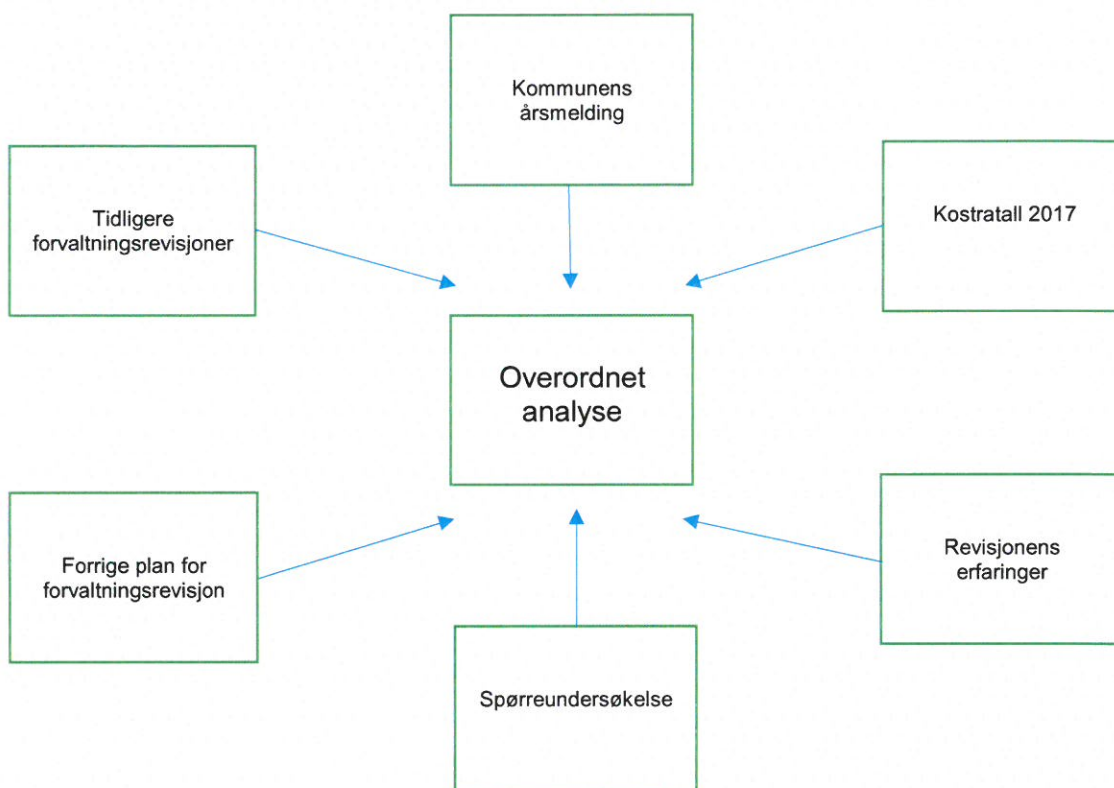 Kommunens
årsmelding
Tidligere
forvaltningsrevisjoner
Kostratall 2017
Overordnet
analyse
Forrige plan for
forvaltningsrevisjon
Revisjonens
erfaringer
Spørreundersøkelse